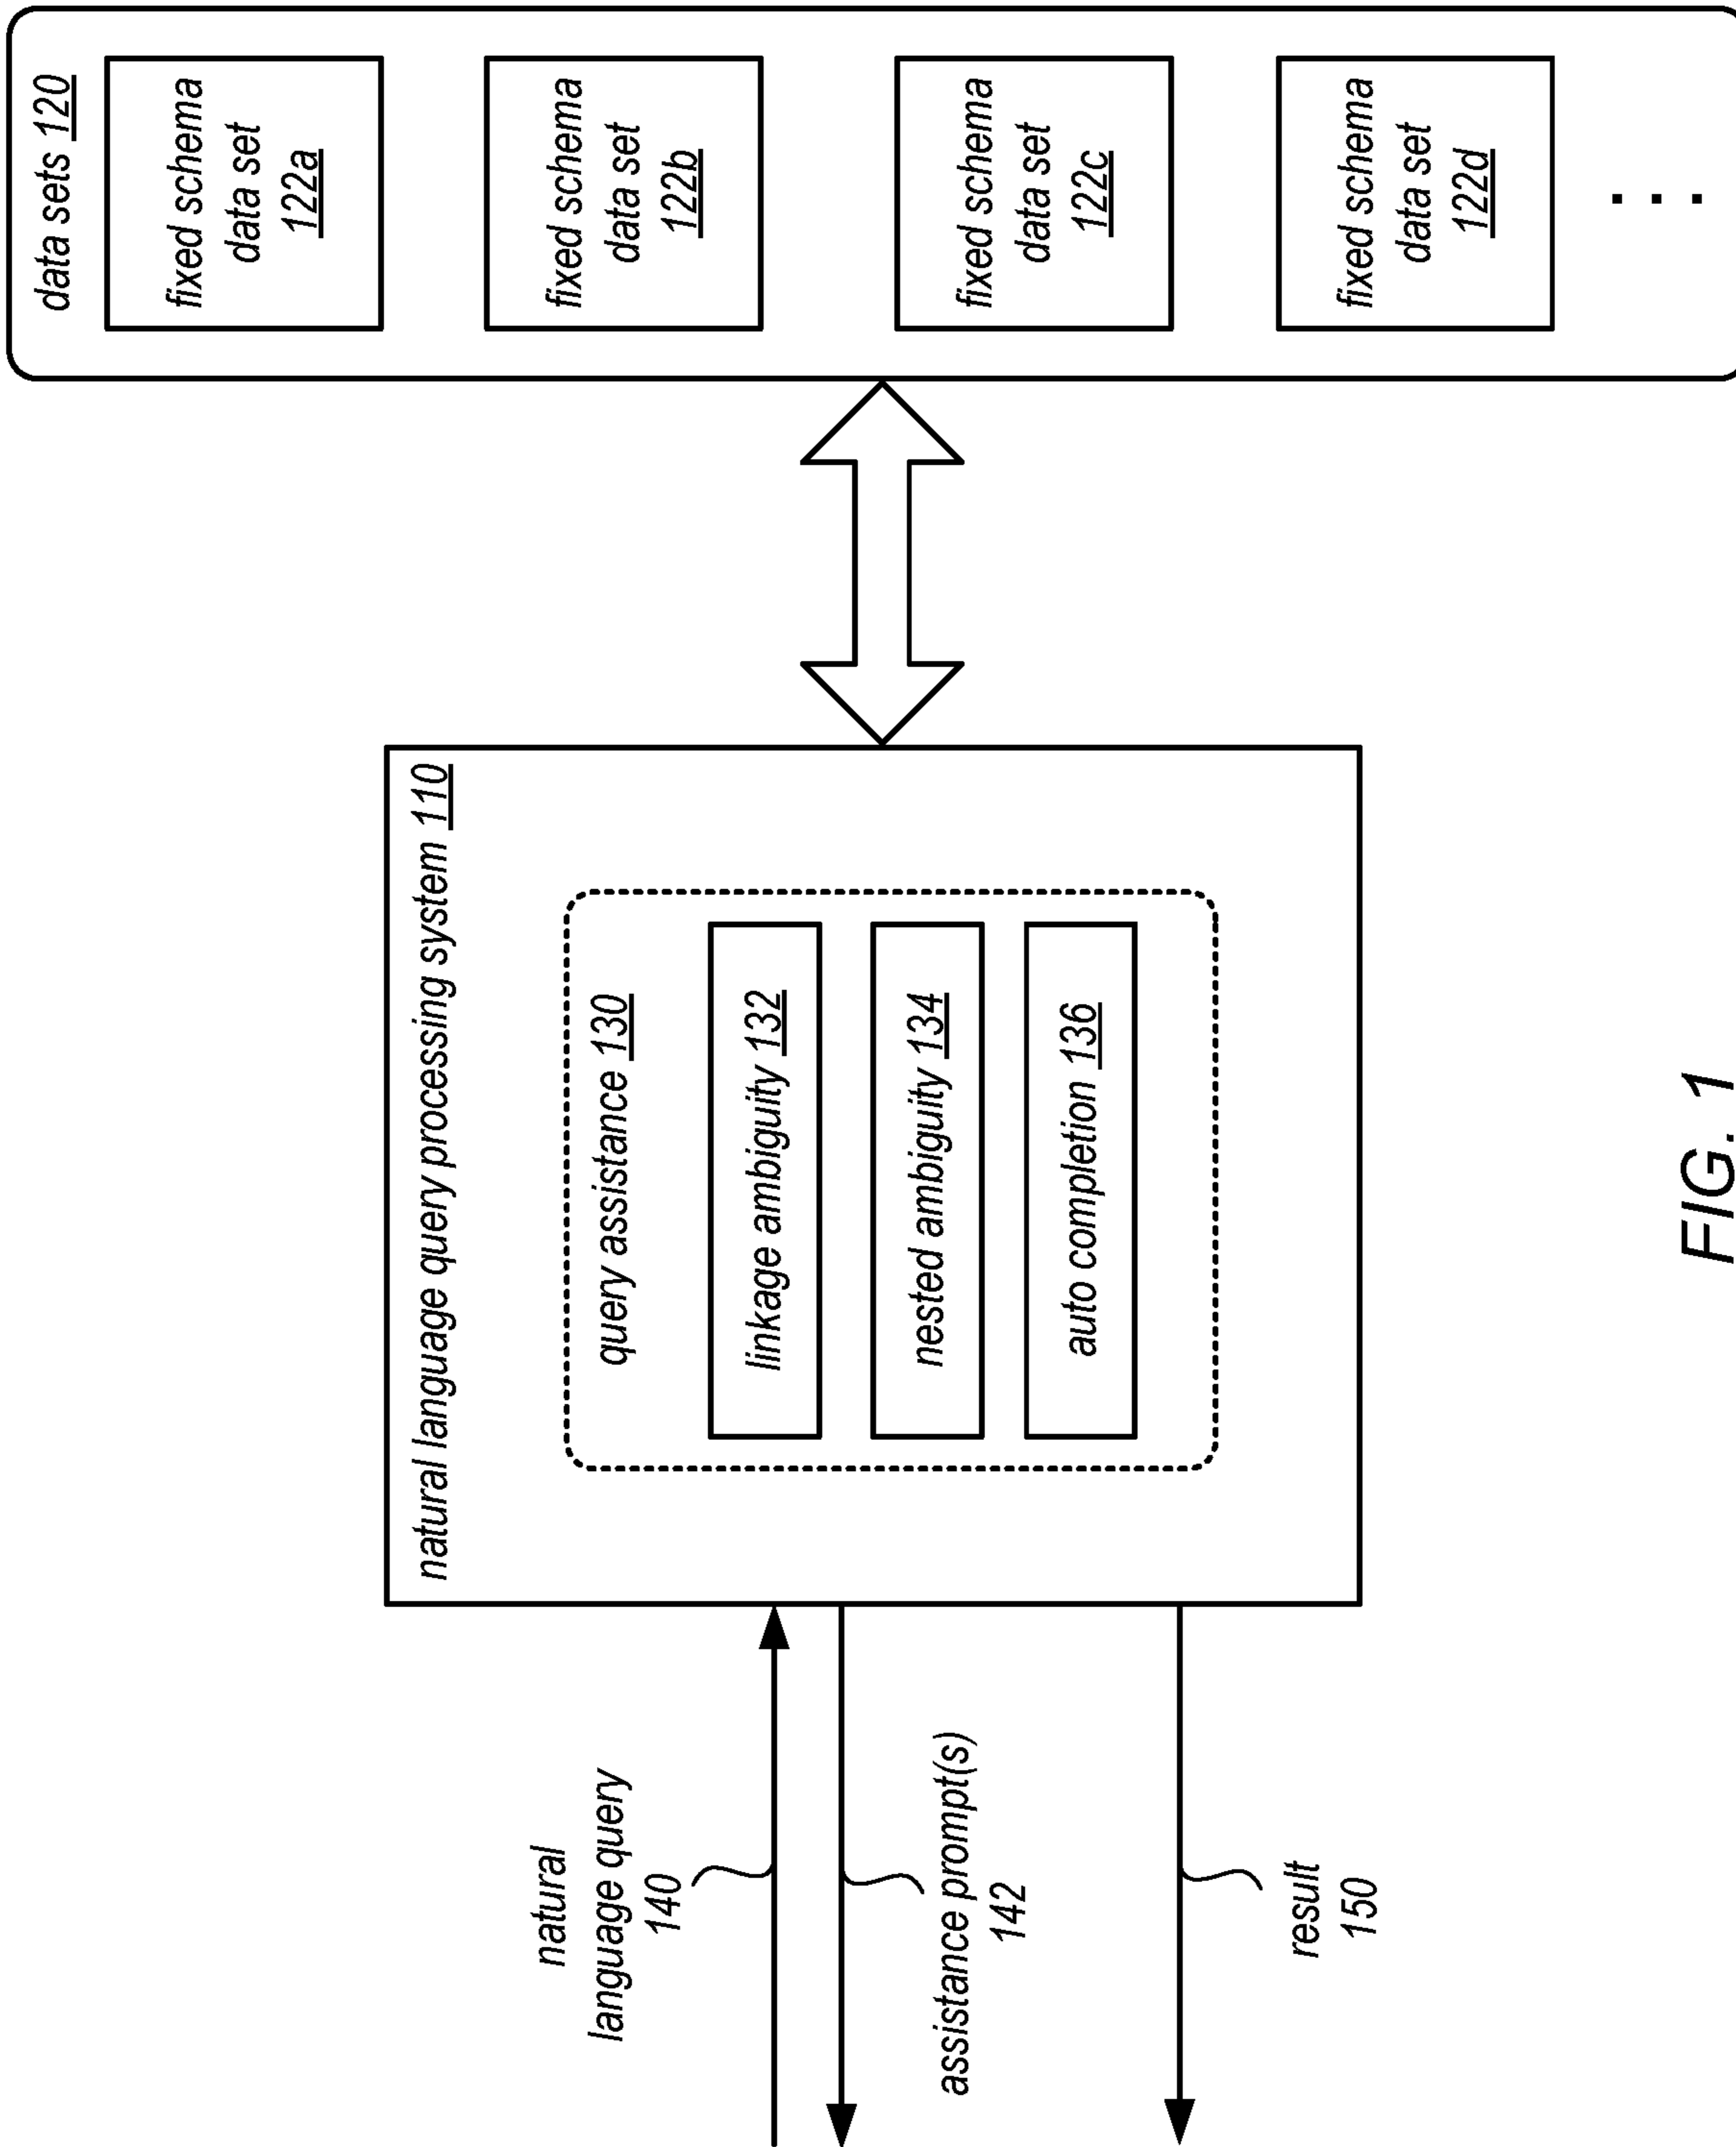 data sets 120
fixed schema
data set
122a
fixed schema
data set
122b
fixed schema
data set
122c
fixed schema
data set
122d
natural language query processing system 110
query assistance 130
linkage ambiguity 132
nested ambiguity 134
auto completion 136
natural
language query
140
assistance prompt(s)
142
result
150
FIG. 1